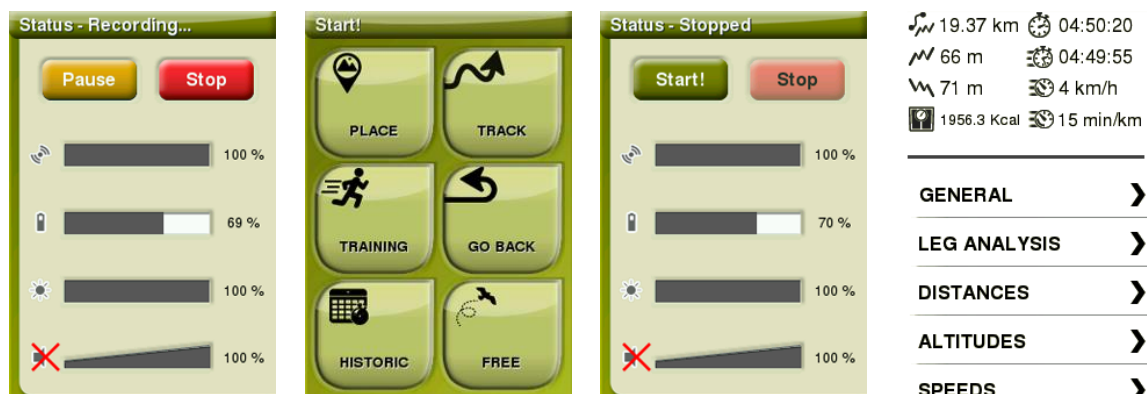 Status - Recording...
Pause
Stop
100 %
69 %
100 %
100 %
Start!
PLACE
TRACK
TRAINING
GO BACK
HISTORIC
FREE
Status - Stopped
Start!
Stop
100 %
70 %
100 %
100 %
19.37 km 04:50:20
66 m 04:49:55
71 m 4 km/h
1956.3 Kcal 15 min/km
GENERAL
LEG ANALYSIS
DISTANCES
ALTITUDES
SPEEDS